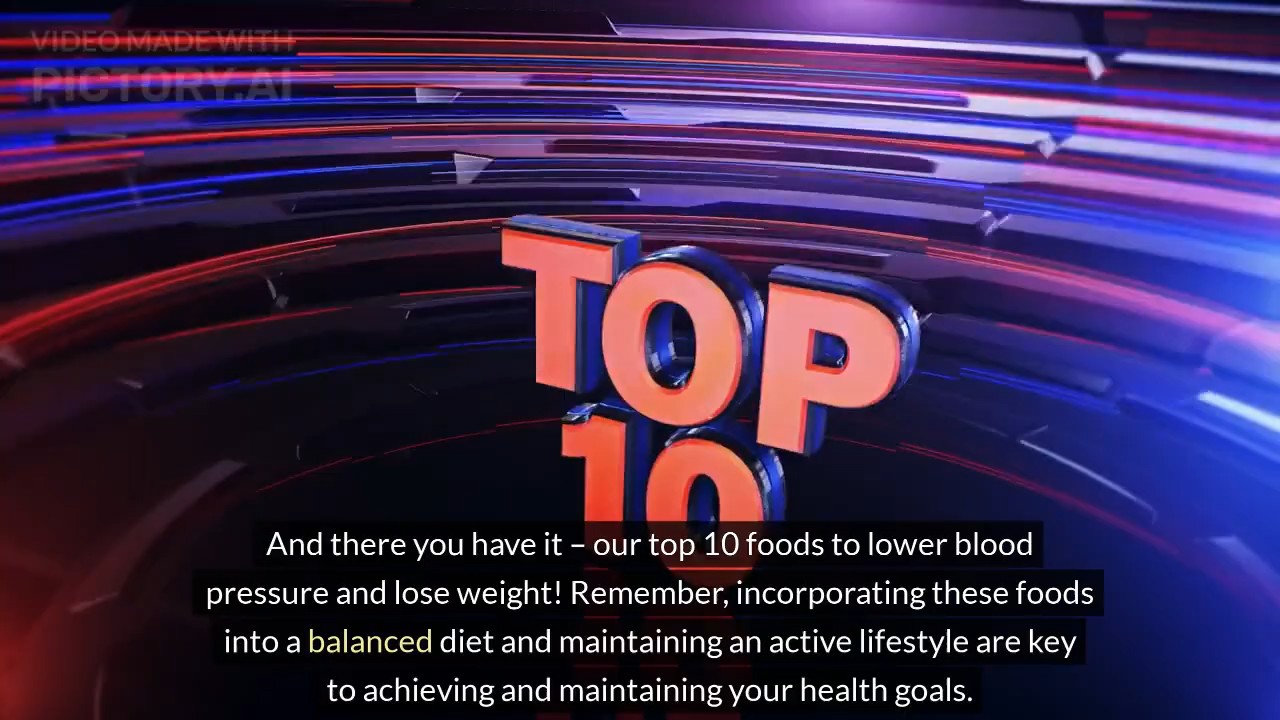 VIDEO MADE WITH
PICTORY.AI
TOP
10
And there you have it – our top 10 foods to lower blood
pressure and lose weight! Remember, incorporating these foods
into a balanced diet and maintaining an active lifestyle are key
to achieving and maintaining your health goals.